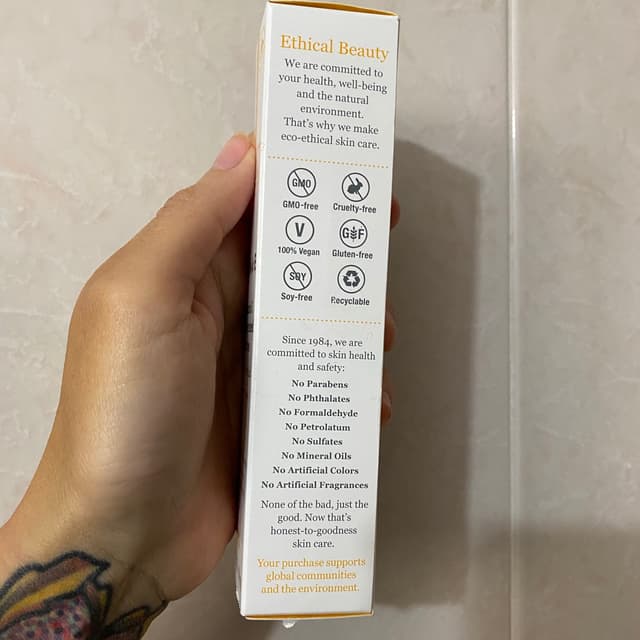 Ethical Beauty
We are committed to
your health, well-being
and the natural
environment.
That's why we make
eco-ethical skin care.
GMO
GMO-free
Cruelty-free
V
100% Vegan
G F
Gluten-free
SOY
Soy-free
Recyclable
Since 1984, we are
committed to skin health
and safety:
No Parabens
No Phthalates
No Formaldehyde
No Petrolatum
No Sulfates
No Mineral Oils
No Artificial Colors
No Artificial Fragrances
None of the bad, just the
good. Now that's
honest-to-goodness
skin care.
Your purchase supports
global communities
and the environment.